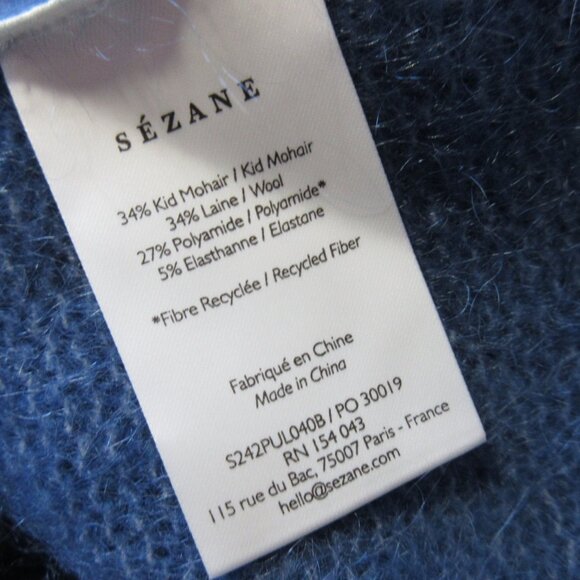 SÉZANE
34% Kid Mohair / Kid Mohair
34% Laine / Wool
27% Polyamide / Polyamide*
5% Elasthanne / Elastane
*Fibre Recyclée / Recycled Fiber
Fabriqué en Chine
Made in China
S242PUL040B / PO 30019
RN 154 043
115 rue du Bac, 75007 Paris - France
hello@sezane.com